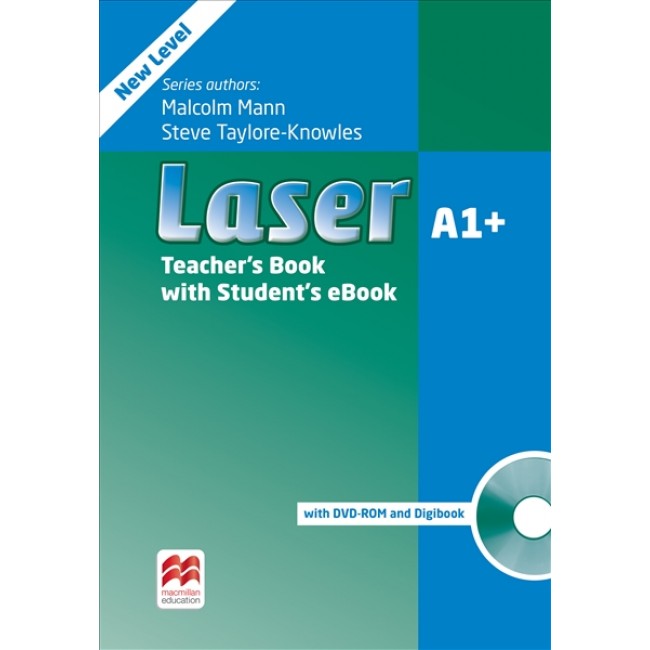 New Level
Series authors:
Malcolm Mann
Steve Taylore-Knowles
Laser
A1+
Teacher's Book
with Student's eBook
with DVD-ROM and Digibook
macmillan
education